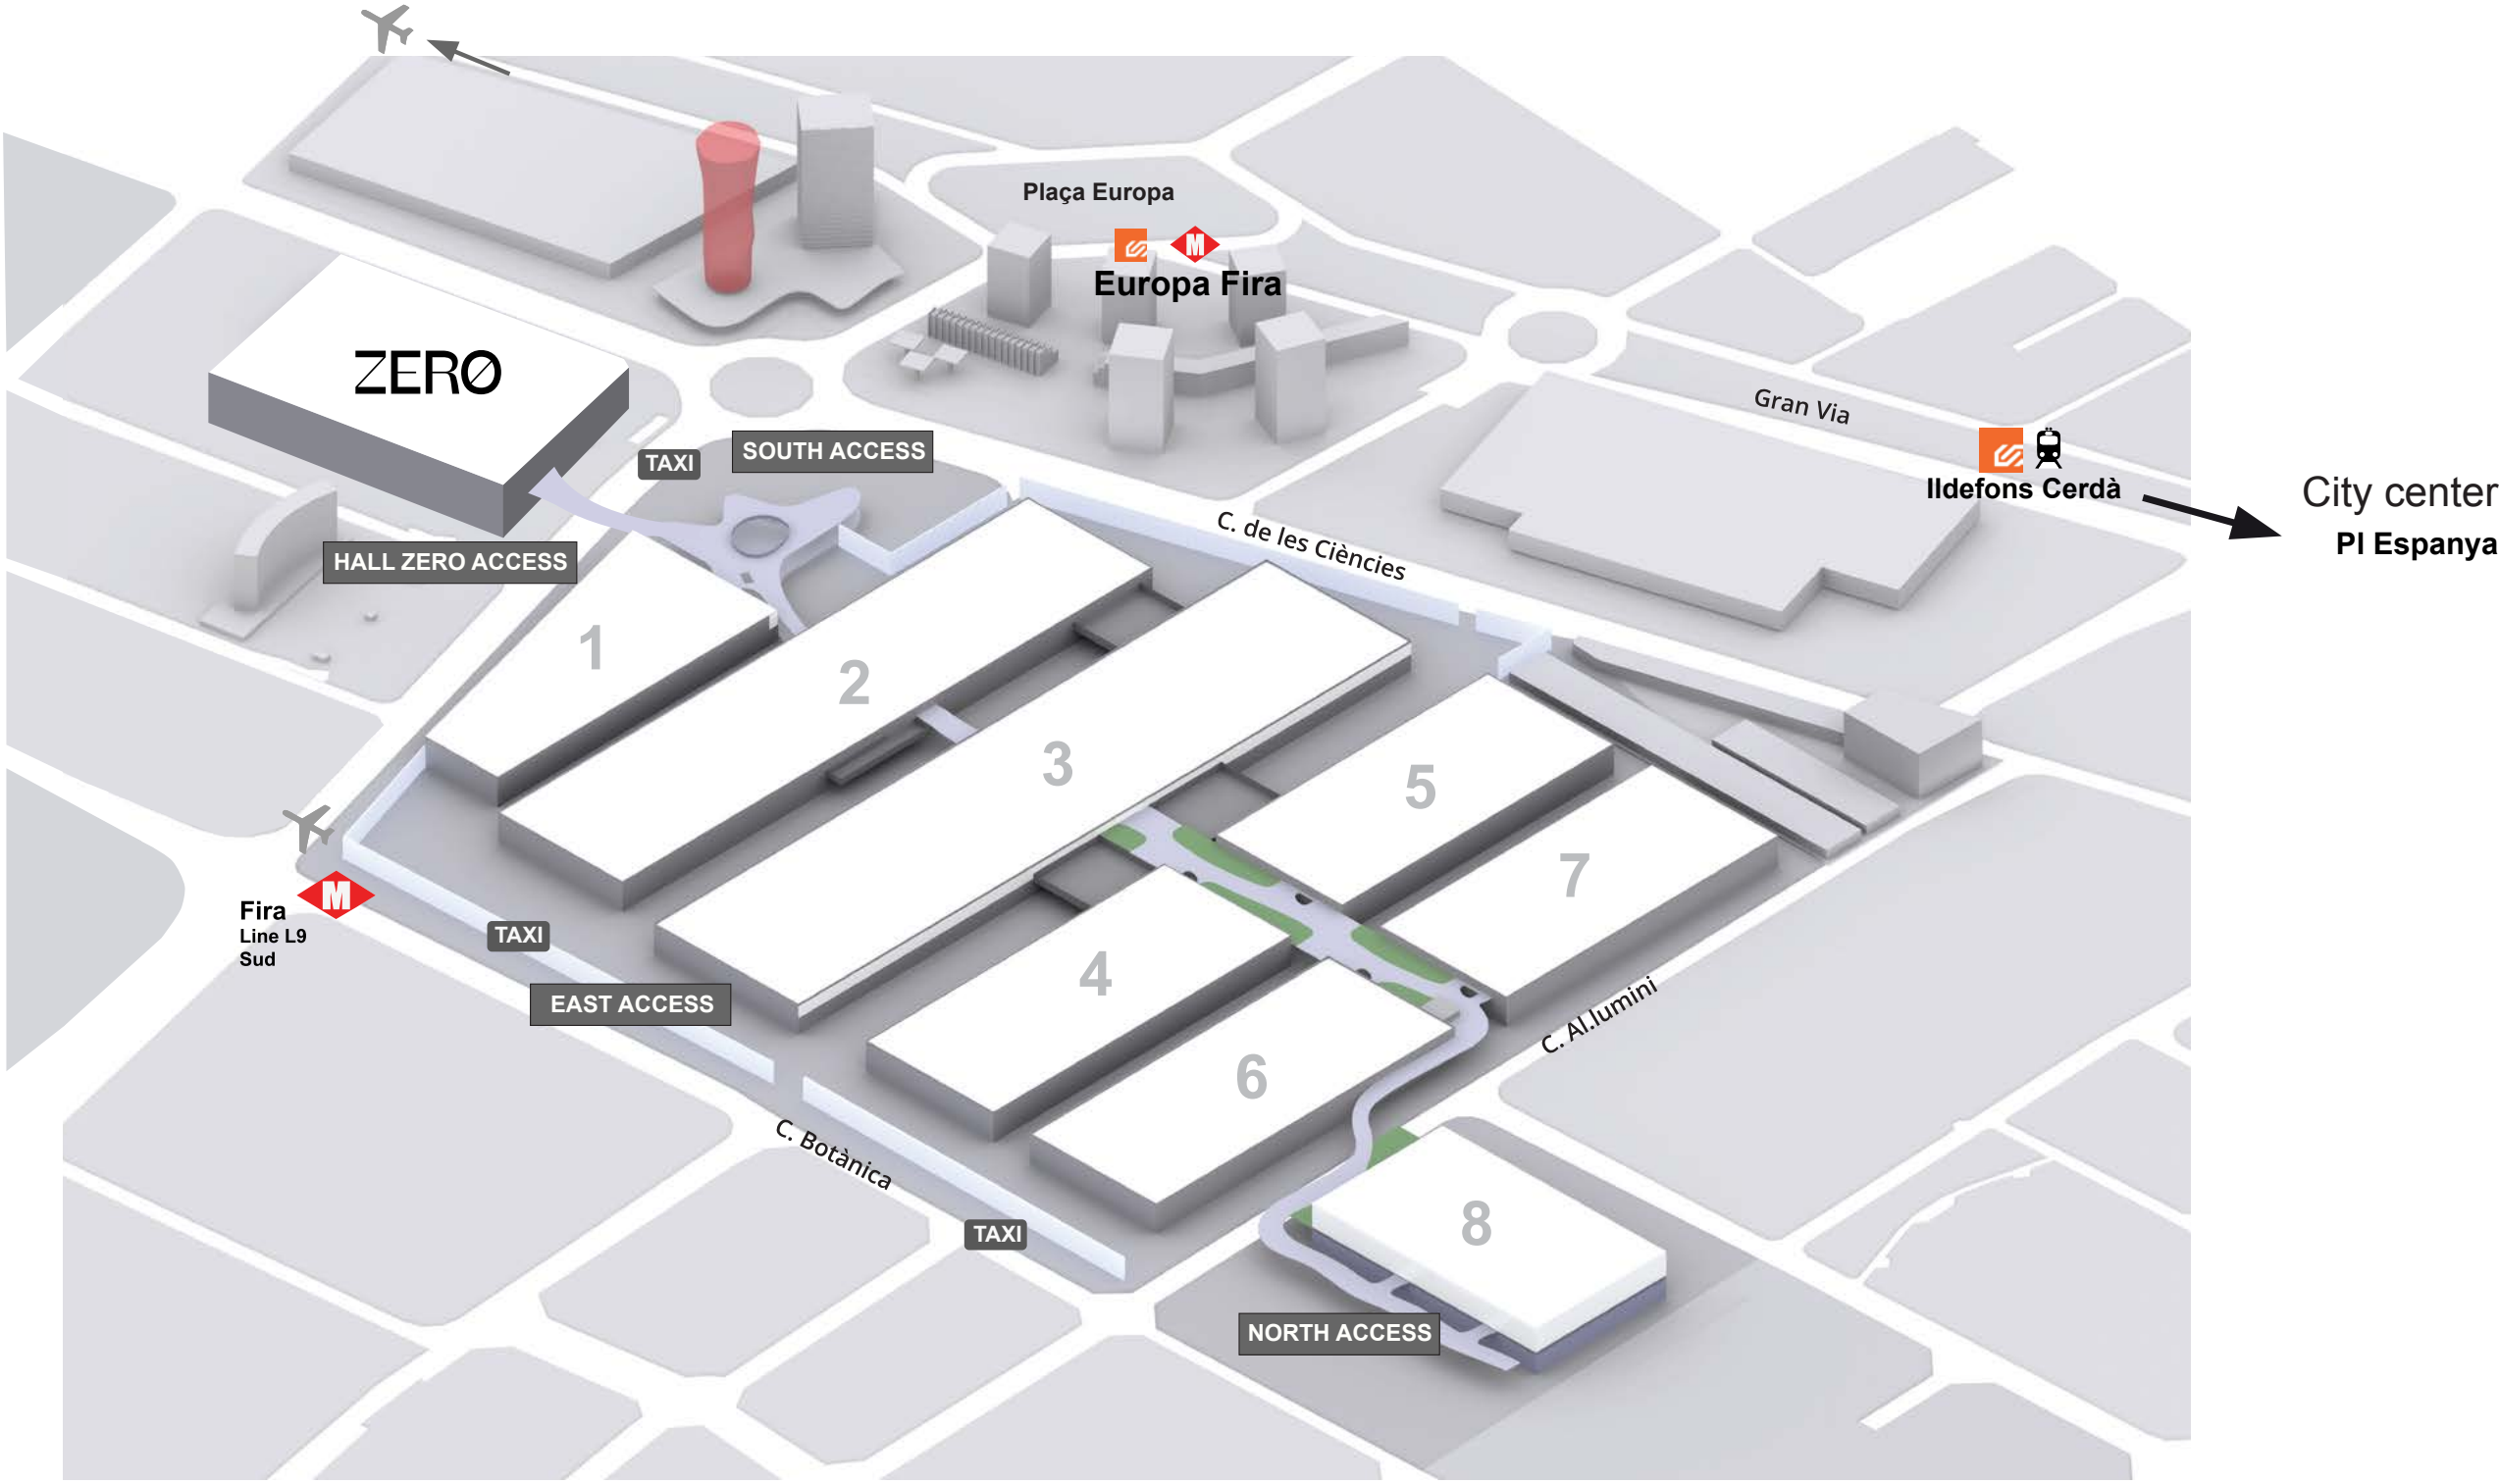 Plaça Europa
M
Europa Fira
ZERØ
Gran Via
SOUTH ACCESS
TAXI
Ildefons Cerdà
City center
Pl Espanya
C. de les Ciències
HALL ZERO ACCESS
1
2
3
5
7
M
Fira
Line L9
Sud
TAXI
EAST ACCESS
4
6
C. Al.lumini
C. Botànica
8
TAXI
NORTH ACCESS